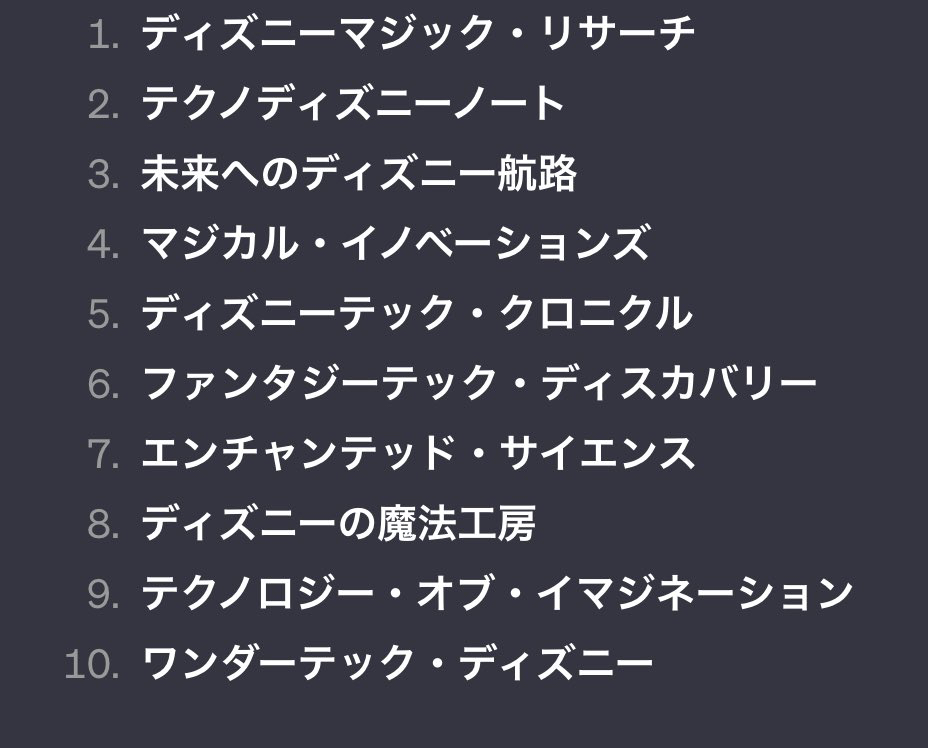 1. ディズニーマジック・リサーチ
2. テクノディズニーノート
3. 未来へのディズニー航路
4. マジカル・イノベーションズ
5. ディズニーテック・クロニクル
6. ファンタジーテック・ディスカバリー
7. エンチャンテッド・サイエンス
8. ディズニーの魔法工房
9. テクノロジー・オブ・イマジネーション
10. ワンダーテック・ディズニー